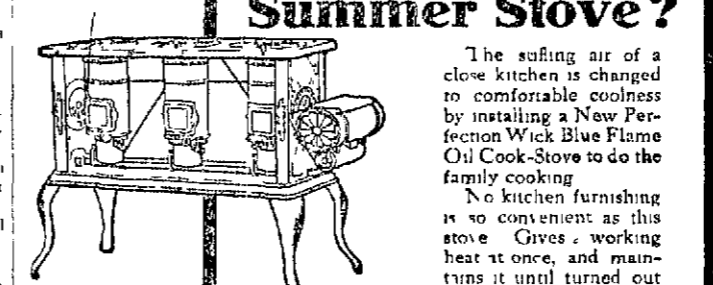 Summer Stove?
The stifling air of a
close kitchen is changed
to comfortable coolness
by installing a New Per-
fection Wick Blue Flame
Oil Cook-Stove to do the
family cooking
No kitchen furnishing
is so convenient as this
stove Gives a working
heat at once, and main-
tains it until turned out